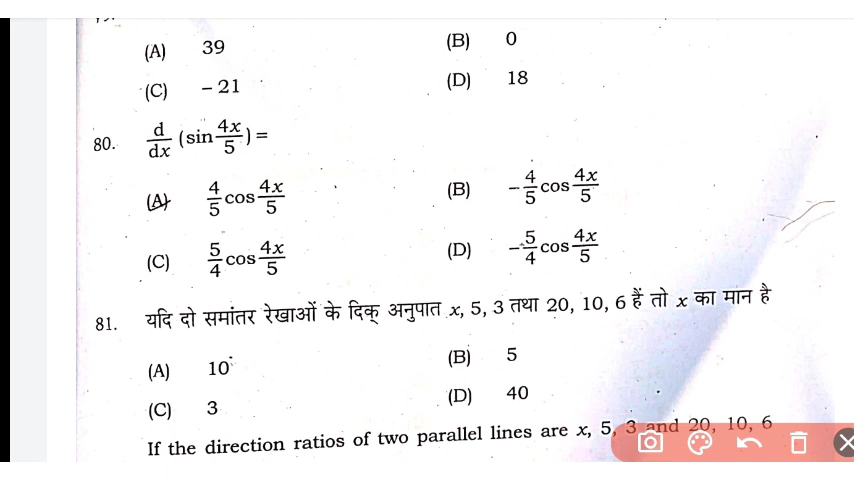 (A) 39 (B) 0
(C) – 21 (D) 18
80. d/dx (sin 4x/5) =
(A) 4/5 cos 4x/5 (B) –4/5 cos 4x/5
(C) 5/4 cos 4x/5 (D) –5/4 cos 4x/5
81. यदि दो समांतर रेखाओं के दिक् अनुपात x, 5, 3 तथा 20, 10, 6 हैं तो x का मान है
(A) 10 (B) 5
(C) 3 (D) 40
If the direction ratios of two parallel lines are x, 5, 3 and 20, 10, 6